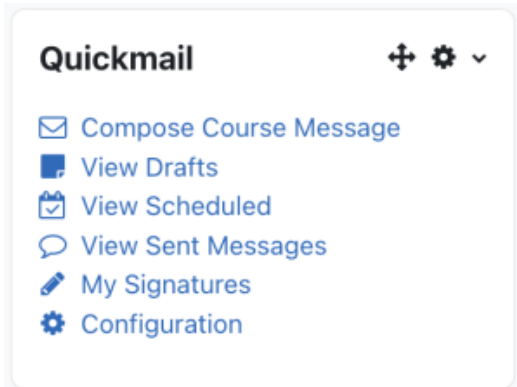 Quickmail
Compose Course Message
View Drafts
View Scheduled
View Sent Messages
My Signatures
Configuration